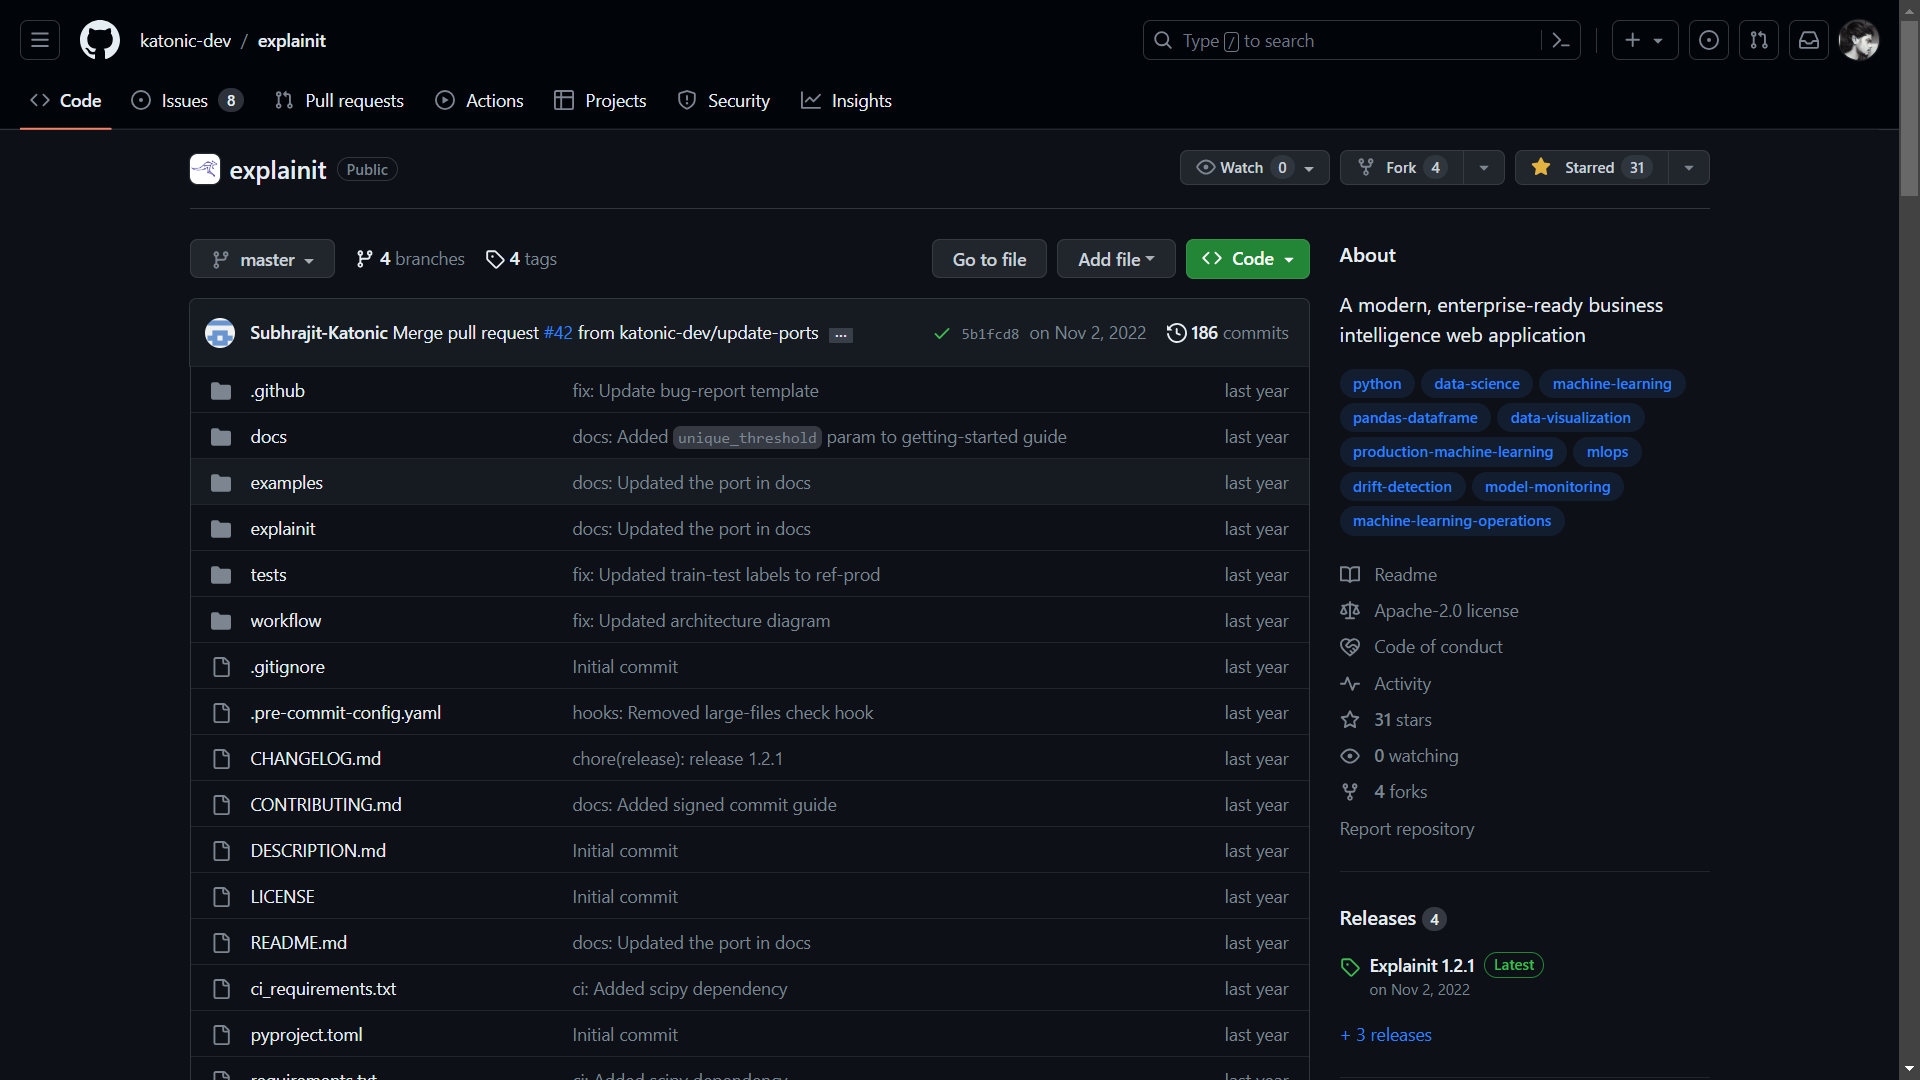 katonic-dev / explainit
Type / to search
Code
Issues 8
Pull requests
Actions
Projects
Security
Insights
explainit Public
Watch 0
Fork 4
Starred 31
master
4 branches
4 tags
Go to file
Add file
Code
Subhrajit-Katonic Merge pull request #42 from katonic-dev/update-ports ...
5b1fcd8 on Nov 2, 2022
186 commits
.github fix: Update bug-report template last year
docs docs: Added unique_threshold param to getting-started guide last year
examples docs: Updated the port in docs last year
explainit docs: Updated the port in docs last year
tests fix: Updated train-test labels to ref-prod last year
workflow fix: Updated architecture diagram last year
.gitignore Initial commit last year
.pre-commit-config.yaml hooks: Removed large-files check hook last year
CHANGELOG.md chore(release): release 1.2.1 last year
CONTRIBUTING.md docs: Added signed commit guide last year
DESCRIPTION.md Initial commit last year
LICENSE Initial commit last year
README.md docs: Updated the port in docs last year
ci_requirements.txt ci: Added scipy dependency last year
pyproject.toml Initial commit last year
requirements.txt ci: Added scipy dependency last year
About
A modern, enterprise-ready business
intelligence web application
python data-science machine-learning
pandas-dataframe data-visualization
production-machine-learning mlops
drift-detection model-monitoring
machine-learning-operations
Readme
Apache-2.0 license
Code of conduct
Activity
31 stars
0 watching
4 forks
Report repository
Releases 4
Explainit 1.2.1 Latest
on Nov 2, 2022
+ 3 releases